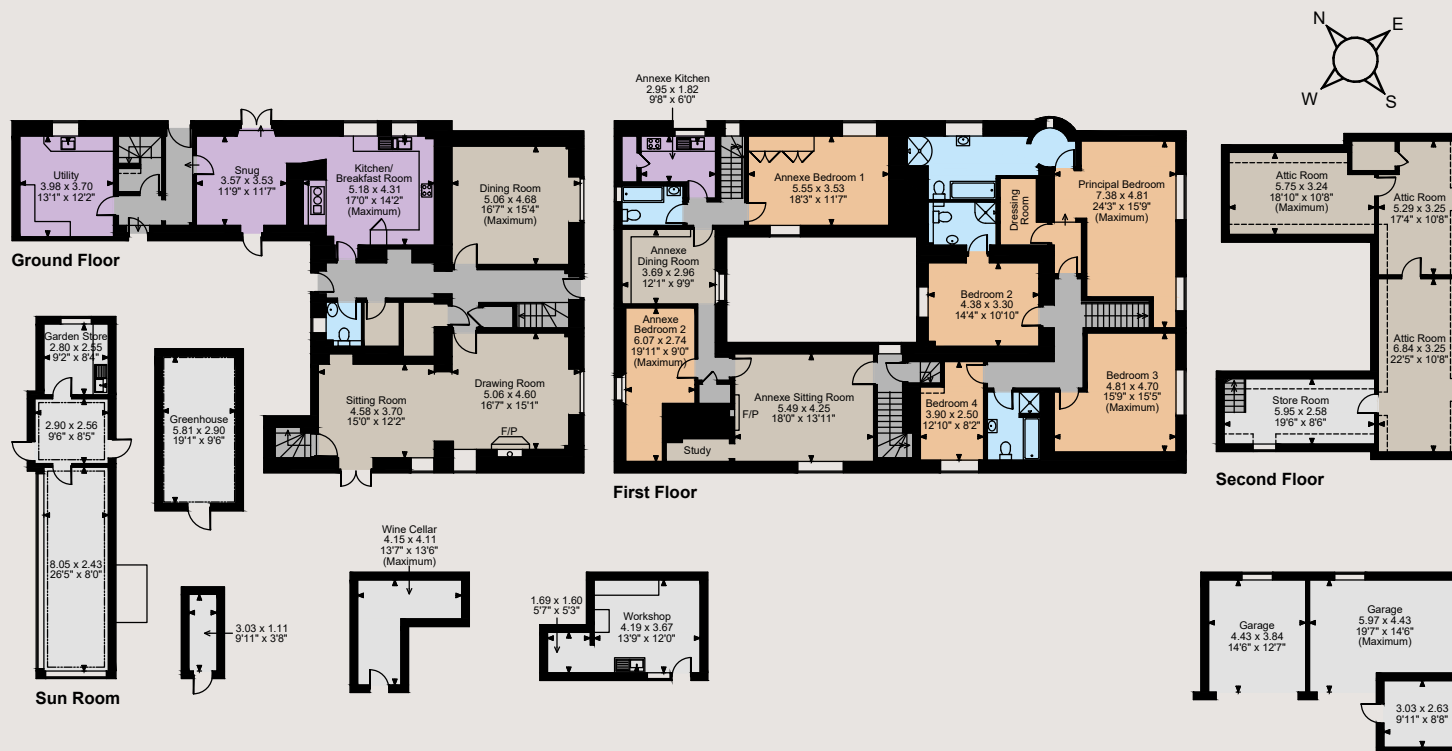 N
E
W
S
Utility
3.98 x 3.70
13'1" x 12'2"
Snug
3.57 x 3.53
11'9" x 11'7"
Kitchen/
Breakfast Room
5.18 x 4.31
17'0" x 14'2"
(Maximum)
Dining Room
5.06 x 4.68
16'7" x 15'4"
(Maximum)
Sitting Room
4.58 x 3.70
15'0" x 12'2"
Drawing Room
5.06 x 4.60
16'7" x 15'1"
F/P
Ground Floor
Annexe Kitchen
2.95 x 1.82
9'8" x 6'0"
Annexe Bedroom 1
5.55 x 3.53
18'3" x 11'7"
Annexe
Dining Room
3.69 x 2.96
12'1" x 9'9"
Annexe
Bedroom 2
6.07 x 2.74
19'11" x 9'0"
(Maximum)
Annexe Sitting Room
5.49 x 4.25
18'0" x 13'11"
F/P
Study
Dressing
Room
Principal Bedroom
7.38 x 4.81
24'3" x 15'9"
(Maximum)
Bedroom 2
4.38 x 3.30
14'4" x 10'10"
Bedroom 3
4.81 x 4.70
15'9" x 15'5"
(Maximum)
Bedroom 4
3.90 x 2.50
12'10" x 8'2"
First Floor
Attic Room
5.75 x 3.24
18'10" x 10'8"
(Maximum)
Attic Room
5.29 x 3.25
17'4" x 10'8"
Attic Room
6.84 x 3.25
22'5" x 10'8"
Store Room
5.95 x 2.58
19'6" x 8'6"
Second Floor
Garden Store
2.80 x 2.55
9'2" x 8'4"
2.90 x 2.56
9'6" x 8'5"
8.05 x 2.43
26'5" x 8'0"
Sun Room
Greenhouse
5.81 x 2.90
19'1" x 9'6"
3.03 x 1.11
9'11" x 3'8"
Wine Cellar
4.15 x 4.11
13'7" x 13'6"
(Maximum)
1.69 x 1.60
5'7" x 5'3"
Workshop
4.19 x 3.67
13'9" x 12'0"
Garage
4.43 x 3.84
14'6" x 12'7"
Garage
5.97 x 4.43
19'7" x 14'6"
(Maximum)
3.03 x 2.63
9'11" x 8'8"